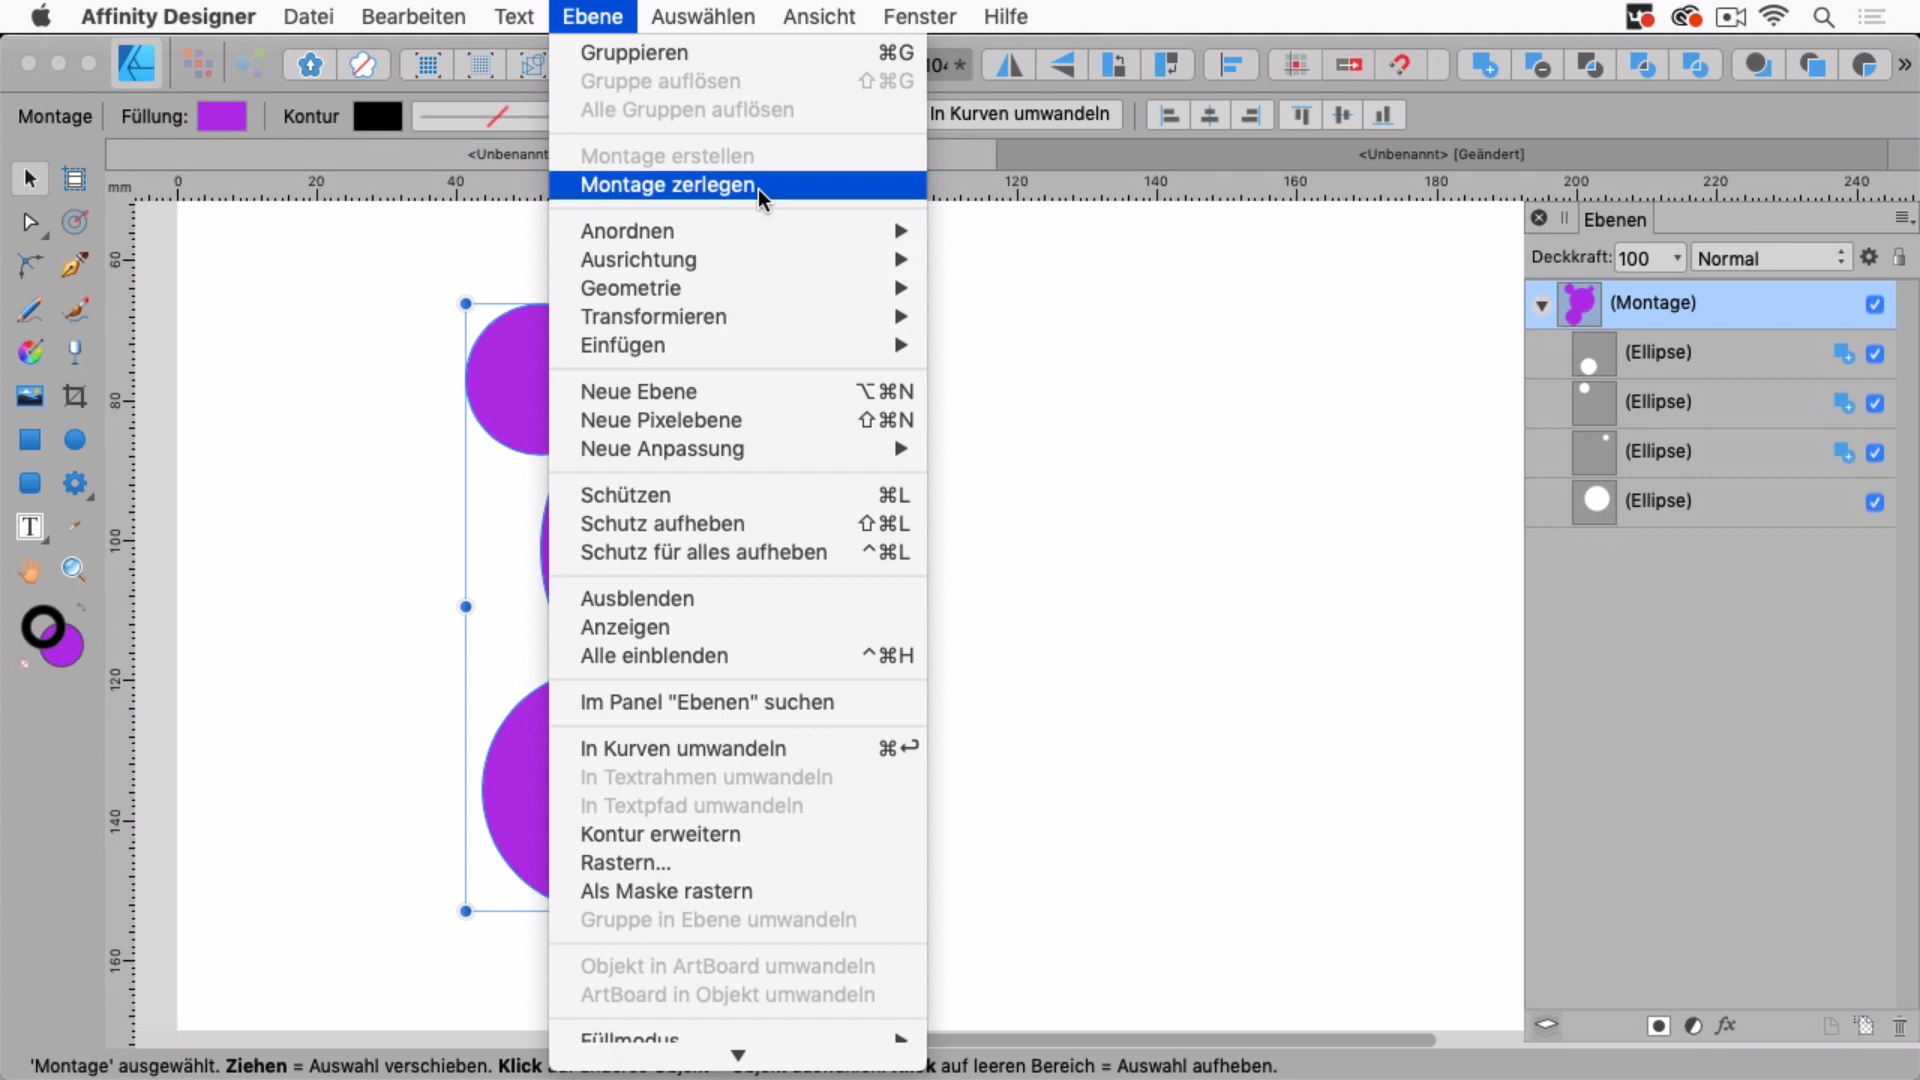 Affinity Designer Datei Bearbeiten Text Ebene Auswählen Ansicht Fenster Hilfe
Montage Füllung: Kontur In Kurven umwandeln
<Unbenannt <Unbenannt> [Geändert]
mm 0 20 40 120 140 160 180 200 220 240
60
80
100
120
140
160
Gruppieren ⌘G
Gruppe auflösen ⇧⌘G
Alle Gruppen auflösen
Montage erstellen
Montage zerlegen
Anordnen
Ausrichtung
Geometrie
Transformieren
Einfügen
Neue Ebene ⌥⌘N
Neue Pixelebene ⇧⌘N
Neue Anpassung
Schützen ⌘L
Schutz aufheben ⇧⌘L
Schutz für alles aufheben ^⌘L
Ausblenden
Anzeigen
Alle einblenden ^⌘H
Im Panel "Ebenen" suchen
In Kurven umwandeln ⌘↩
In Textrahmen umwandeln
In Textpfad umwandeln
Kontur erweitern
Rastern...
Als Maske rastern
Gruppe in Ebene umwandeln
Objekt in ArtBoard umwandeln
ArtBoard in Objekt umwandeln
Füllmodus
Ebenen
Deckkraft: 100 Normal
(Montage)
(Ellipse)
(Ellipse)
(Ellipse)
(Ellipse)
fx
'Montage' ausgewählt. Ziehen = Auswahl verschieben. Klick auf leeren Bereich = Auswahl aufheben.